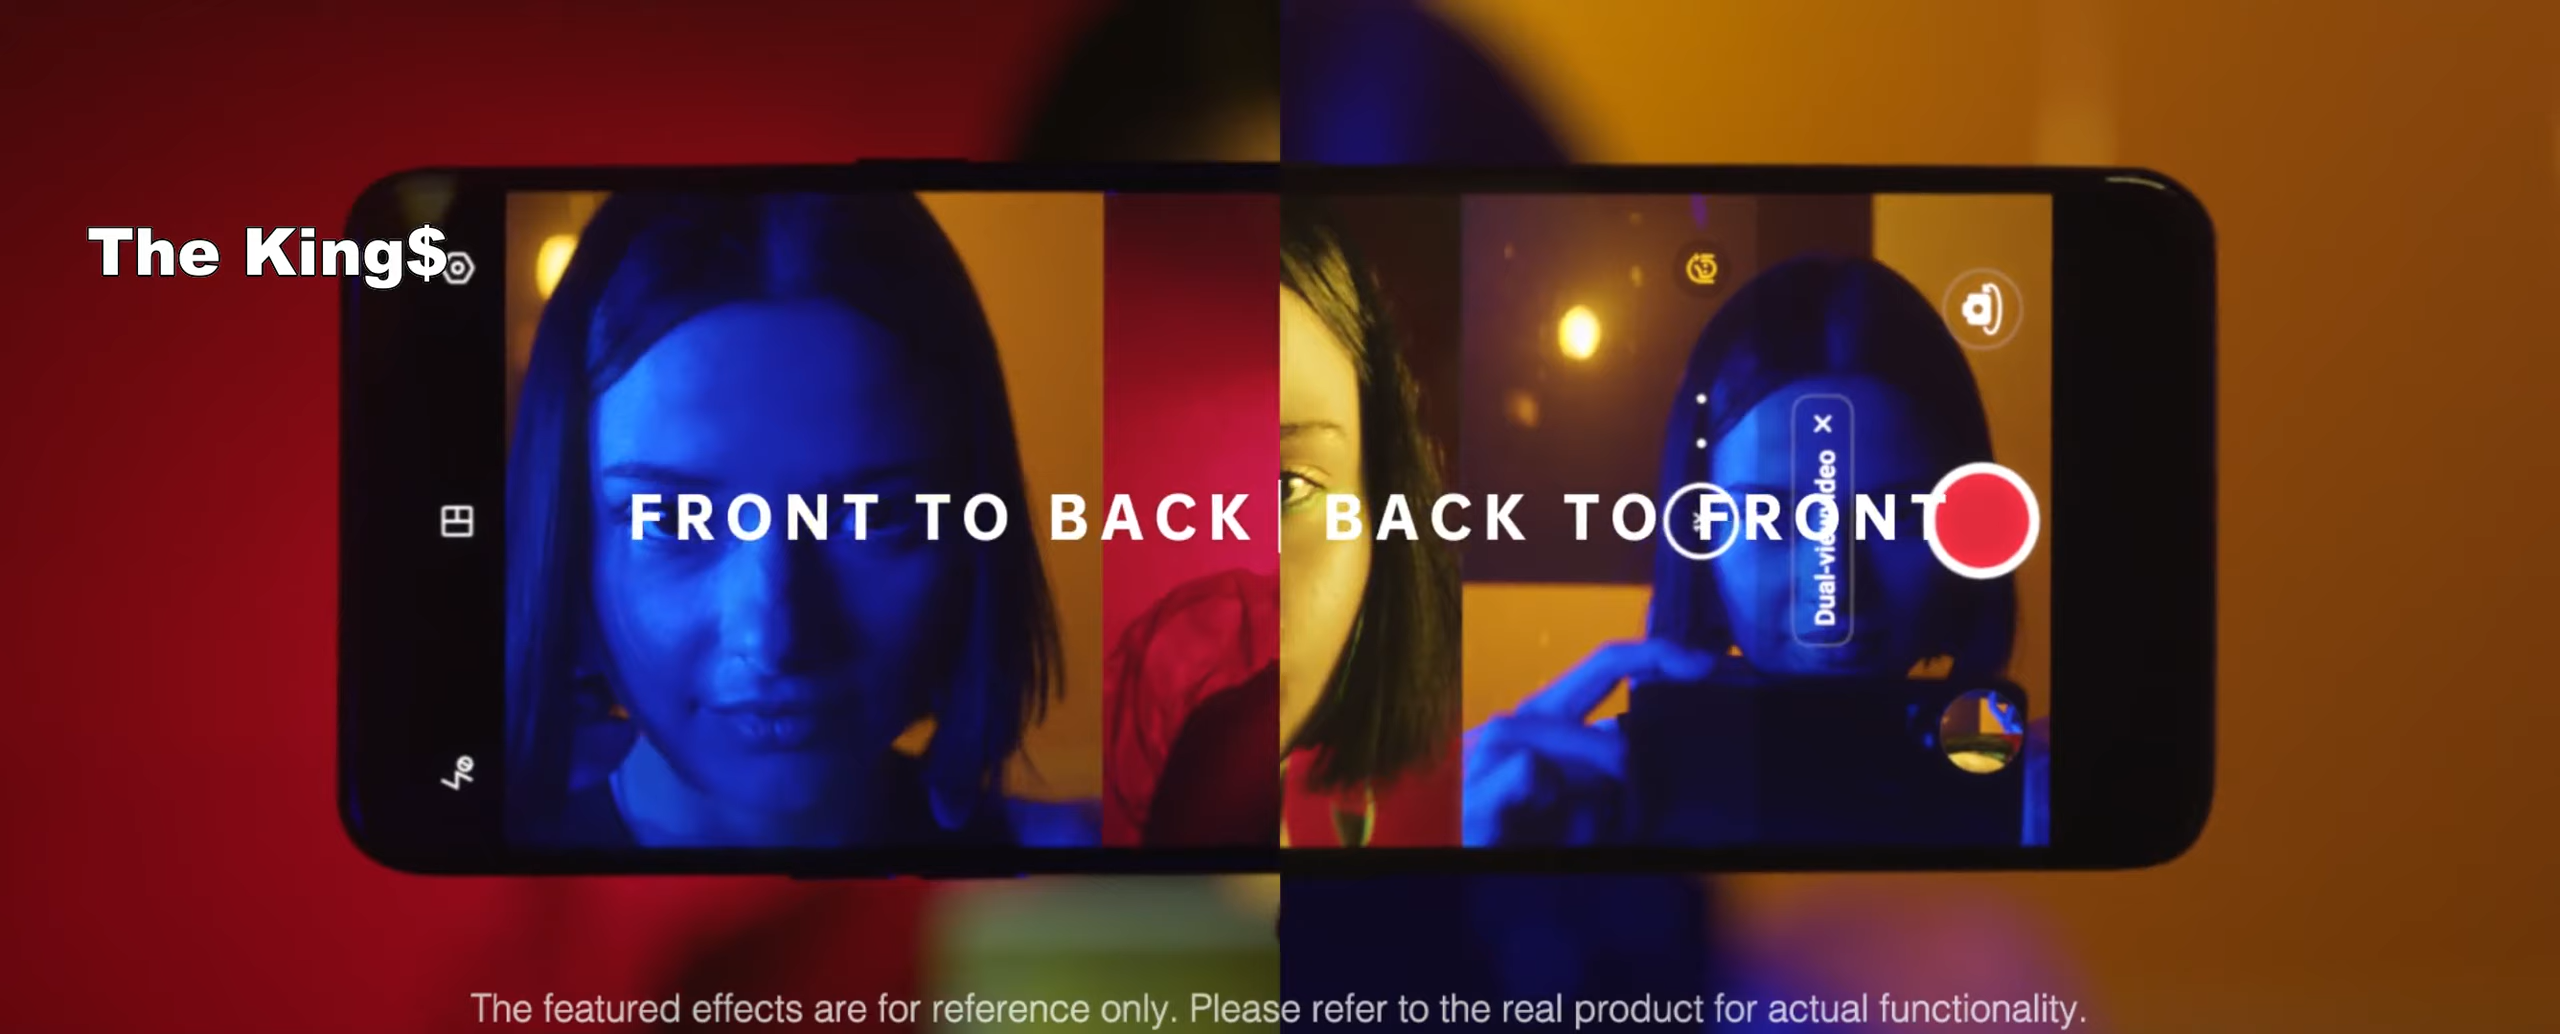 The King$
FRONT TO BACK | BACK TO FRONT
Dual-view video
The featured effects are for reference only. Please refer to the real product for actual functionality.